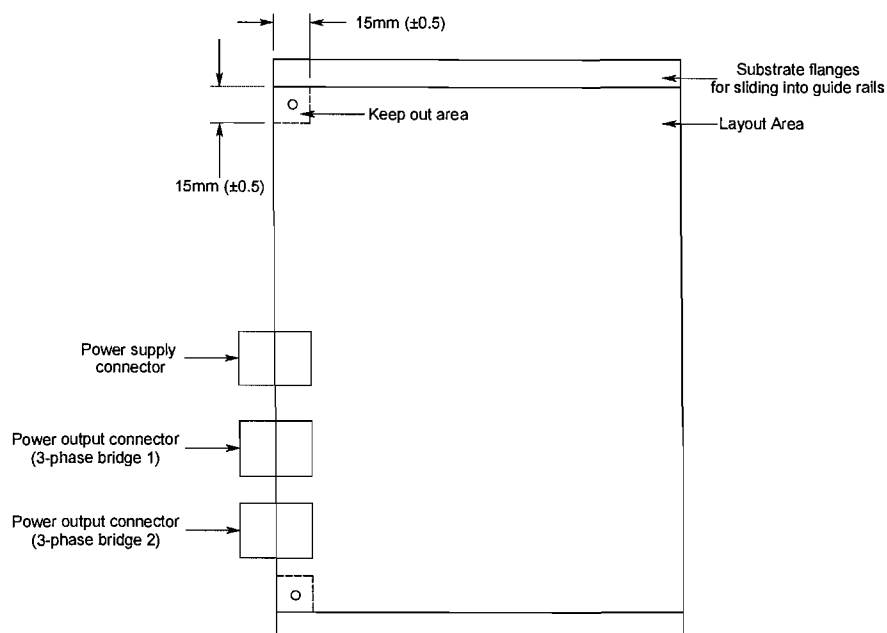 15mm (±0.5)
Substrate flanges
for sliding into guide rails
Keep out area
Layout Area
15mm (±0.5)
Power supply
connector
Power output connector
(3-phase bridge 1)
Power output connector
(3-phase bridge 2)